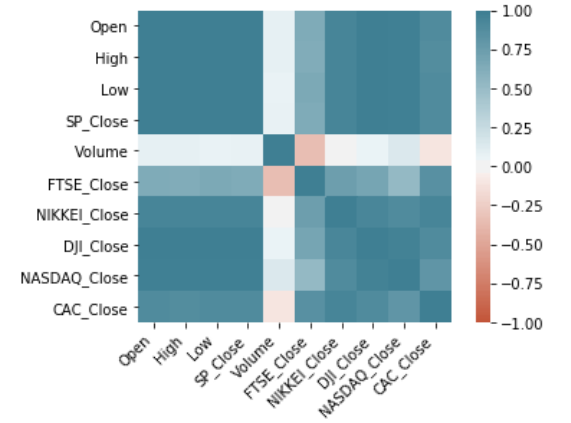 Open
High
Low
SP_Close
Volume
FTSE_Close
NIKKEI_Close
DJI_Close
NASDAQ_Close
CAC_Close
Open
High
Low
SP_Close
Volume
FTSE_Close
NIKKEI_Close
DJI_Close
NASDAQ_Close
CAC_Close
1.00
0.75
0.50
0.25
0.00
−0.25
−0.50
−0.75
−1.00